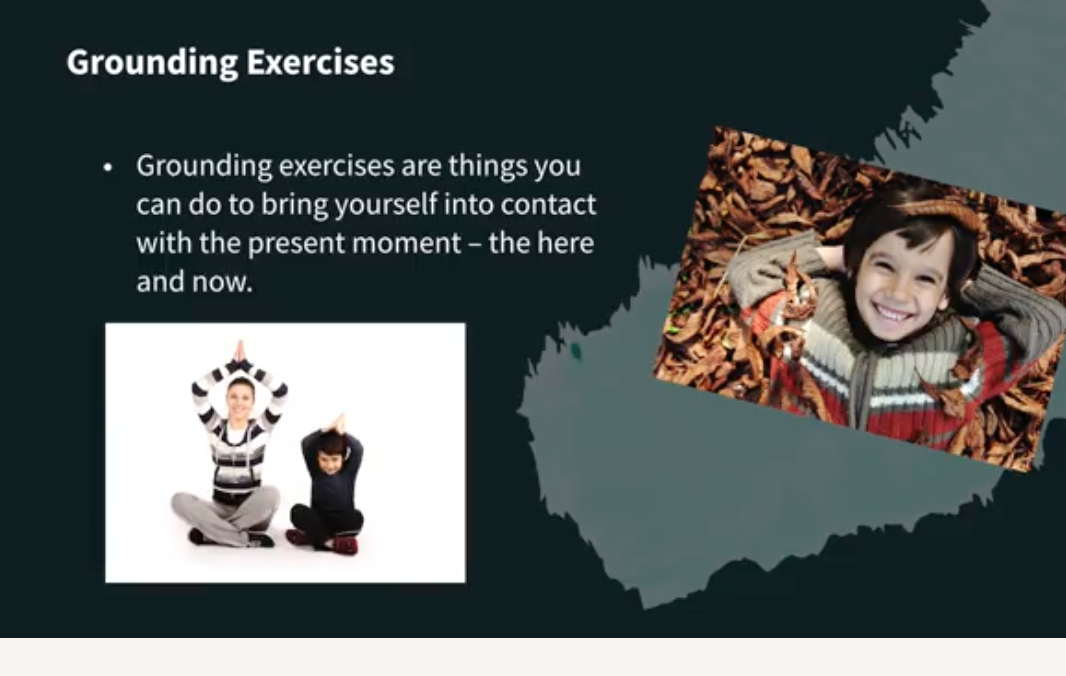 Grounding Exercises
• Grounding exercises are things you
can do to bring yourself into contact
with the present moment – the here
and now.